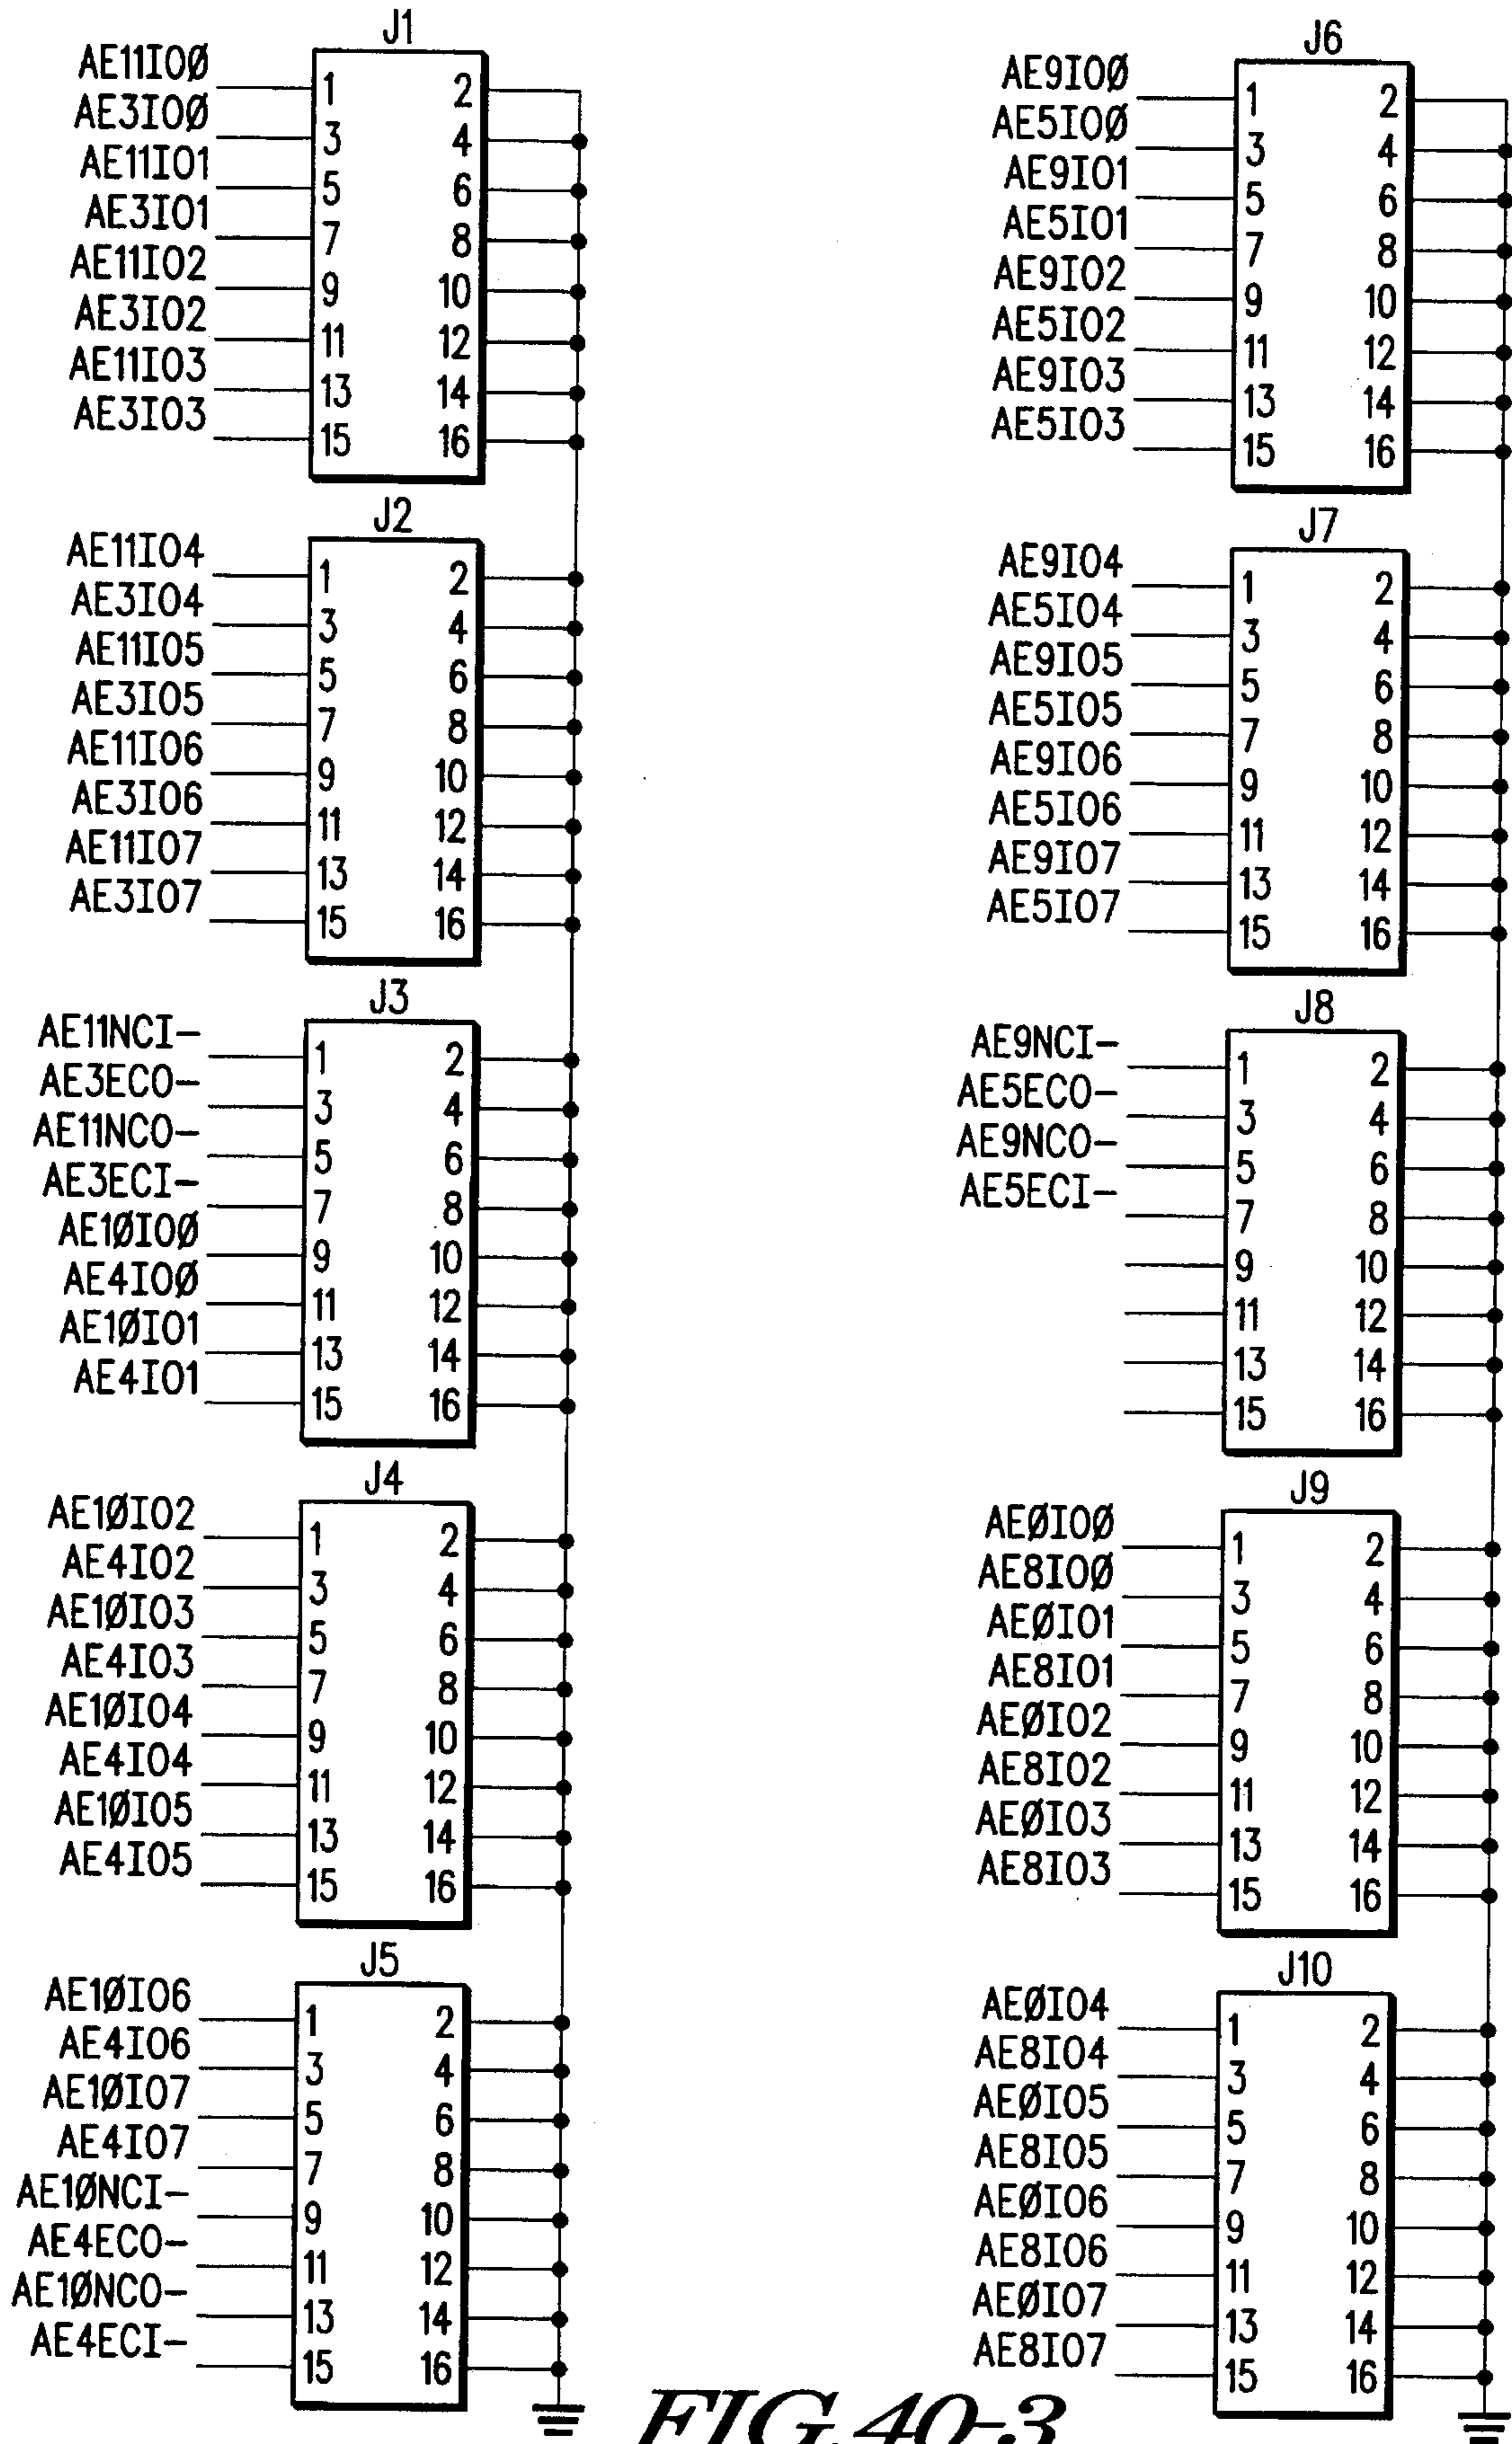 J1
AE11IO0̸ 1 2
AE3IO0̸ 3 4
AE11IO1 5 6
AE3IO1 7 8
AE11IO2 9 10
AE3IO2 11 12
AE11IO3 13 14
AE3IO3 15 16
J2
AE11IO4 1 2
AE3IO4 3 4
AE11IO5 5 6
AE3IO5 7 8
AE11IO6 9 10
AE3IO6 11 12
AE11IO7 13 14
AE3IO7 15 16
J3
AE11NCI- 1 2
AE3ECO- 3 4
AE11NCO- 5 6
AE3ECI- 7 8
AE1ØIOØ 9 10
AE4IOØ 11 12
AE1ØIO1 13 14
AE4IO1 15 16
J4
AE1ØIO2 1 2
AE4IO2 3 4
AE1ØIO3 5 6
AE4IO3 7 8
AE1ØIO4 9 10
AE4IO4 11 12
AE1ØIO5 13 14
AE4IO5 15 16
J5
AE1ØIO6 1 2
AE4IO6 3 4
AE1ØIO7 5 6
AE4IO7 7 8
AE1ØNCI- 9 10
AE4ECO- 11 12
AE1ØNCO- 13 14
AE4ECI- 15 16
J6
AE9IOØ 1 2
AE5IOØ 3 4
AE9IO1 5 6
AE5IO1 7 8
AE9IO2 9 10
AE5IO2 11 12
AE9IO3 13 14
AE5IO3 15 16
J7
AE9IO4 1 2
AE5IO4 3 4
AE9IO5 5 6
AE5IO5 7 8
AE9IO6 9 10
AE5IO6 11 12
AE9IO7 13 14
AE5IO7 15 16
J8
AE9NCI- 1 2
AE5ECO- 3 4
AE9NCO- 5 6
AE5ECI- 7 8
9 10
11 12
13 14
15 16
J9
AEØIOØ 1 2
AE8IOØ 3 4
AEØIO1 5 6
AE8IO1 7 8
AEØIO2 9 10
AE8IO2 11 12
AEØIO3 13 14
AE8IO3 15 16
J10
AEØIO4 1 2
AE8IO4 3 4
AEØIO5 5 6
AE8IO5 7 8
AEØIO6 9 10
AE8IO6 11 12
AEØIO7 13 14
AE8IO7 15 16
FIG.40-3